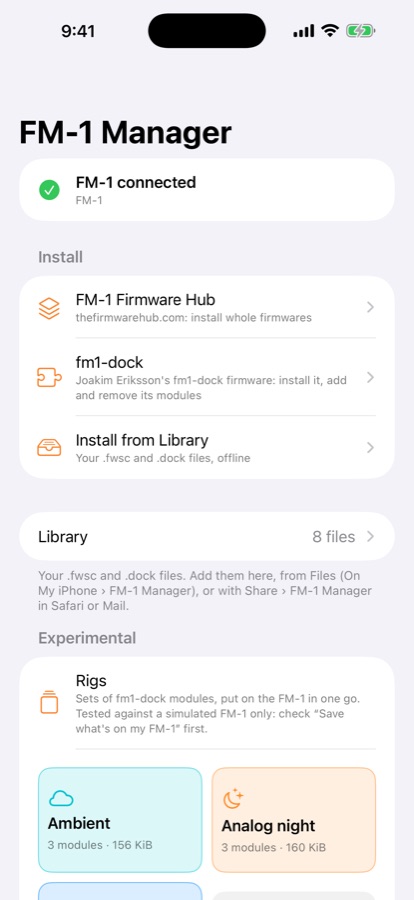 9:41
FM-1 Manager
FM-1 connected
FM-1
Install
FM-1 Firmware Hub
thefirmwarehub.com: install whole firmwares
fm1-dock
Joakim Eriksson's fm1-dock firmware: install it, add
and remove its modules
Install from Library
Your .fwsc and .dock files, offline
Library
8 files
Your .fwsc and .dock files. Add them here, from Files (On
My iPhone › FM-1 Manager), or with Share › FM-1 Manager
in Safari or Mail.
Experimental
Rigs
Sets of fm1-dock modules, put on the FM-1 in one go.
Tested against a simulated FM-1 only: check “Save
what's on my FM-1” first.
Ambient
3 modules · 156 KiB
Analog night
3 modules · 160 KiB